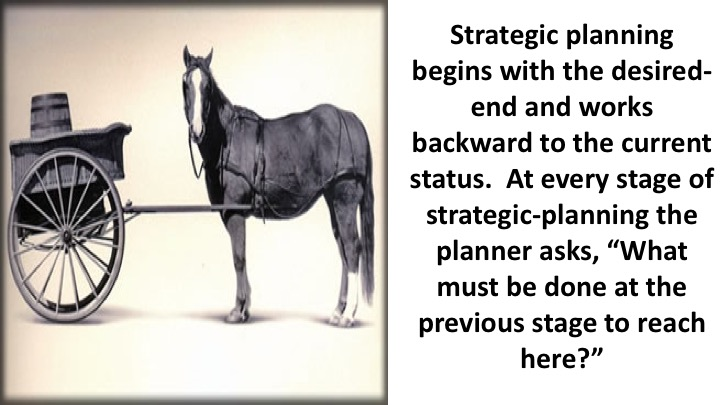 Strategic planning
begins with the desired-
end and works
backward to the current
status.  At every stage of
strategic-planning the
planner asks, “What
must be done at the
previous stage to reach
here?”